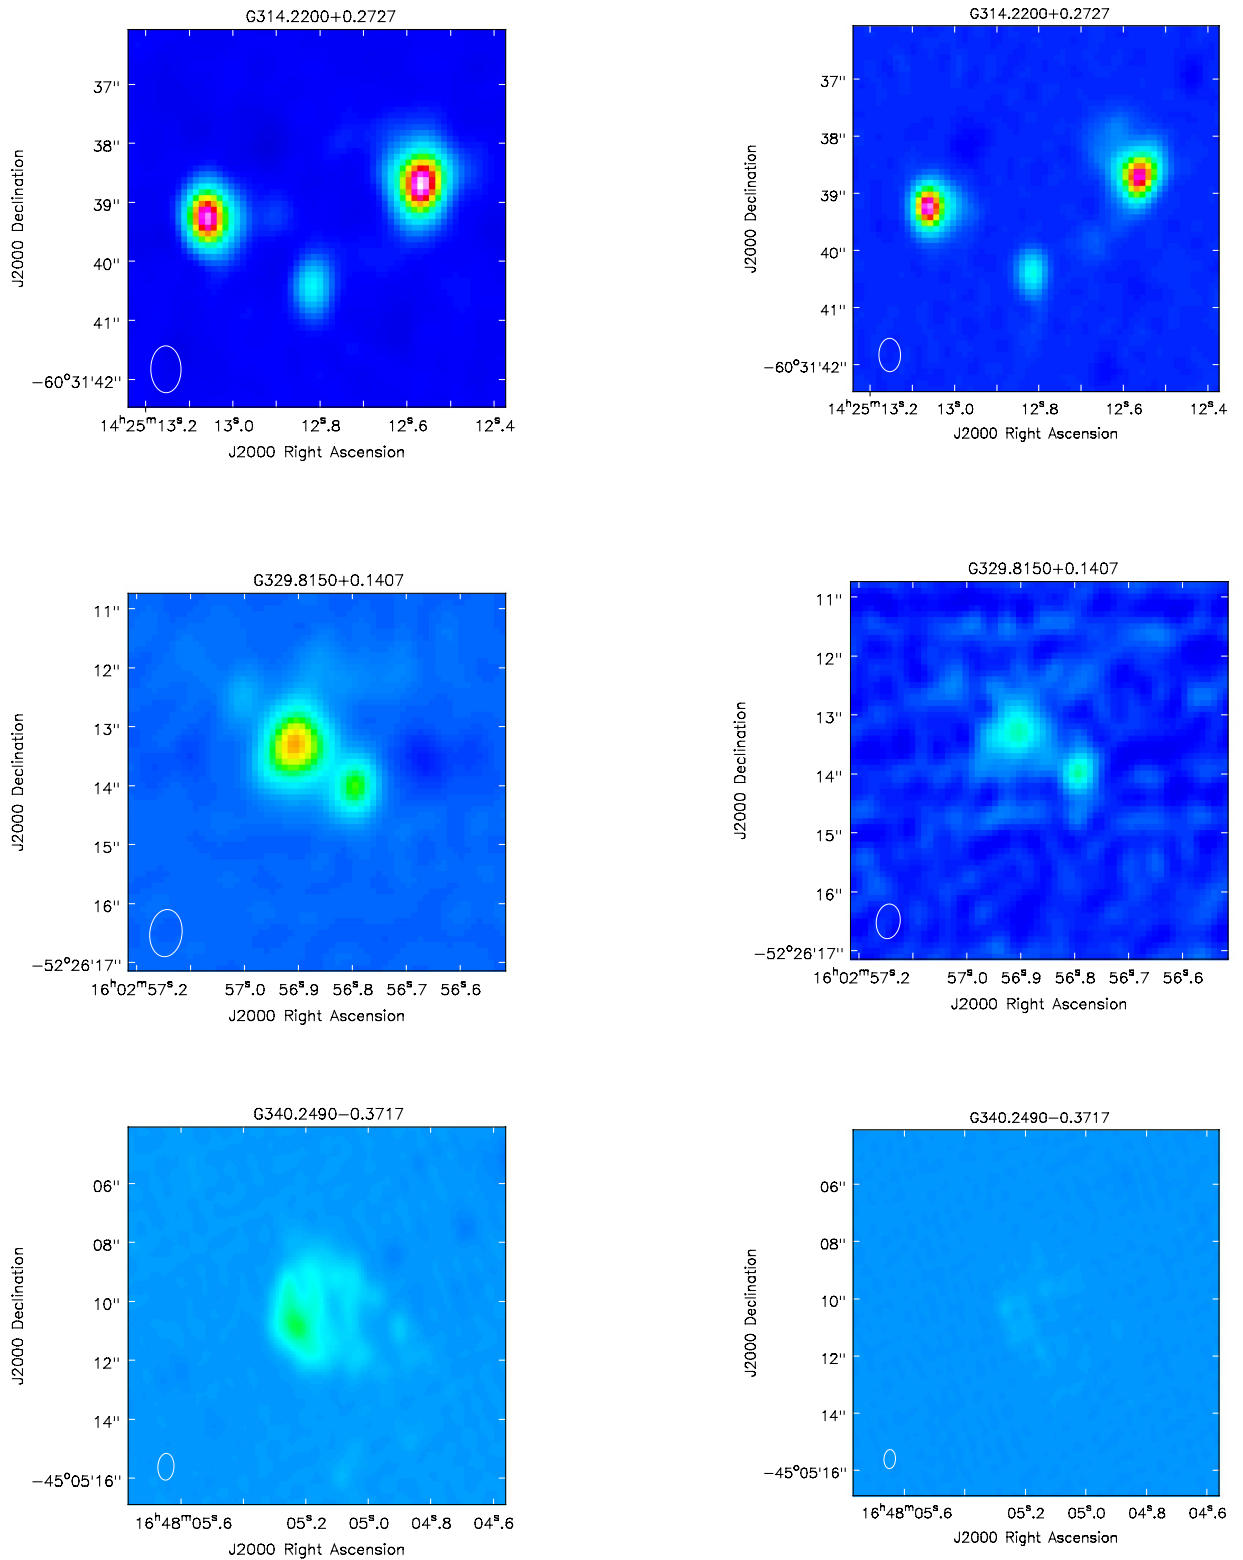 G314.2200+0.2727
G314.2200+0.2727
37"
38"
39"
40"
41"
−60°31'42"
J2000 Declination
14ʰ25ᵐ13ˢ.2
13ˢ.0
12ˢ.8
12ˢ.6
12ˢ.4
J2000 Right Ascension
37"
38"
39"
40"
41"
−60°31'42"
J2000 Declination
14ʰ25ᵐ13ˢ.2
13ˢ.0
12ˢ.8
12ˢ.6
12ˢ.4
J2000 Right Ascension
G329.8150+0.1407
G329.8150+0.1407
11"
12"
13"
14"
15"
16"
−52°26'17"
J2000 Declination
16ʰ02ᵐ57ˢ.2
57ˢ.0
56ˢ.9
56ˢ.8
56ˢ.7
56ˢ.6
J2000 Right Ascension
11"
12"
13"
14"
15"
16"
−52°26'17"
J2000 Declination
16ʰ02ᵐ57ˢ.2
57ˢ.0
56ˢ.9
56ˢ.8
56ˢ.7
56ˢ.6
J2000 Right Ascension
G340.2490−0.3717
G340.2490−0.3717
06"
08"
10"
12"
14"
−45°05'16"
J2000 Declination
16ʰ48ᵐ05ˢ.6
05ˢ.2
05ˢ.0
04ˢ.8
04ˢ.6
J2000 Right Ascension
06"
08"
10"
12"
14"
−45°05'16"
J2000 Declination
16ʰ48ᵐ05ˢ.6
05ˢ.2
05ˢ.0
04ˢ.8
04ˢ.6
J2000 Right Ascension